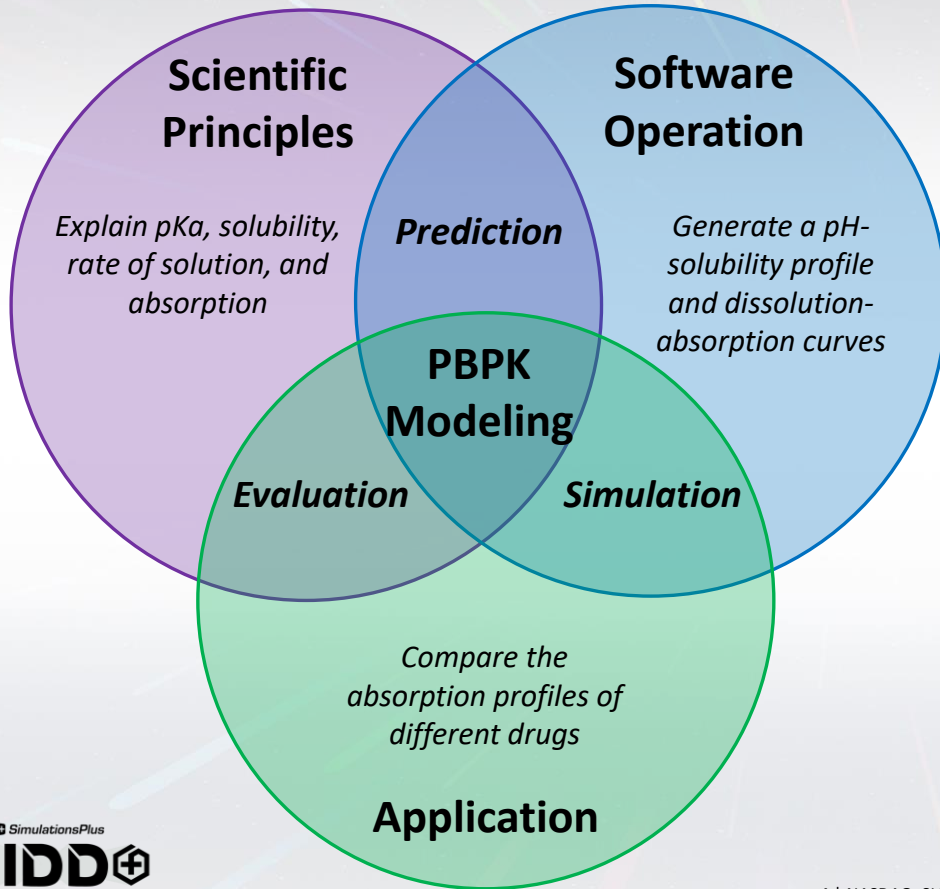 Scientific
Principles
Explain pKa, solubility,
rate of solution, and
absorption
Software
Operation
Generate a pH-
solubility profile
and dissolution-
absorption curves
Prediction
PBPK
Modeling
Evaluation
Simulation
Compare the
absorption profiles of
different drugs
Application
SimulationsPlus
IDD+